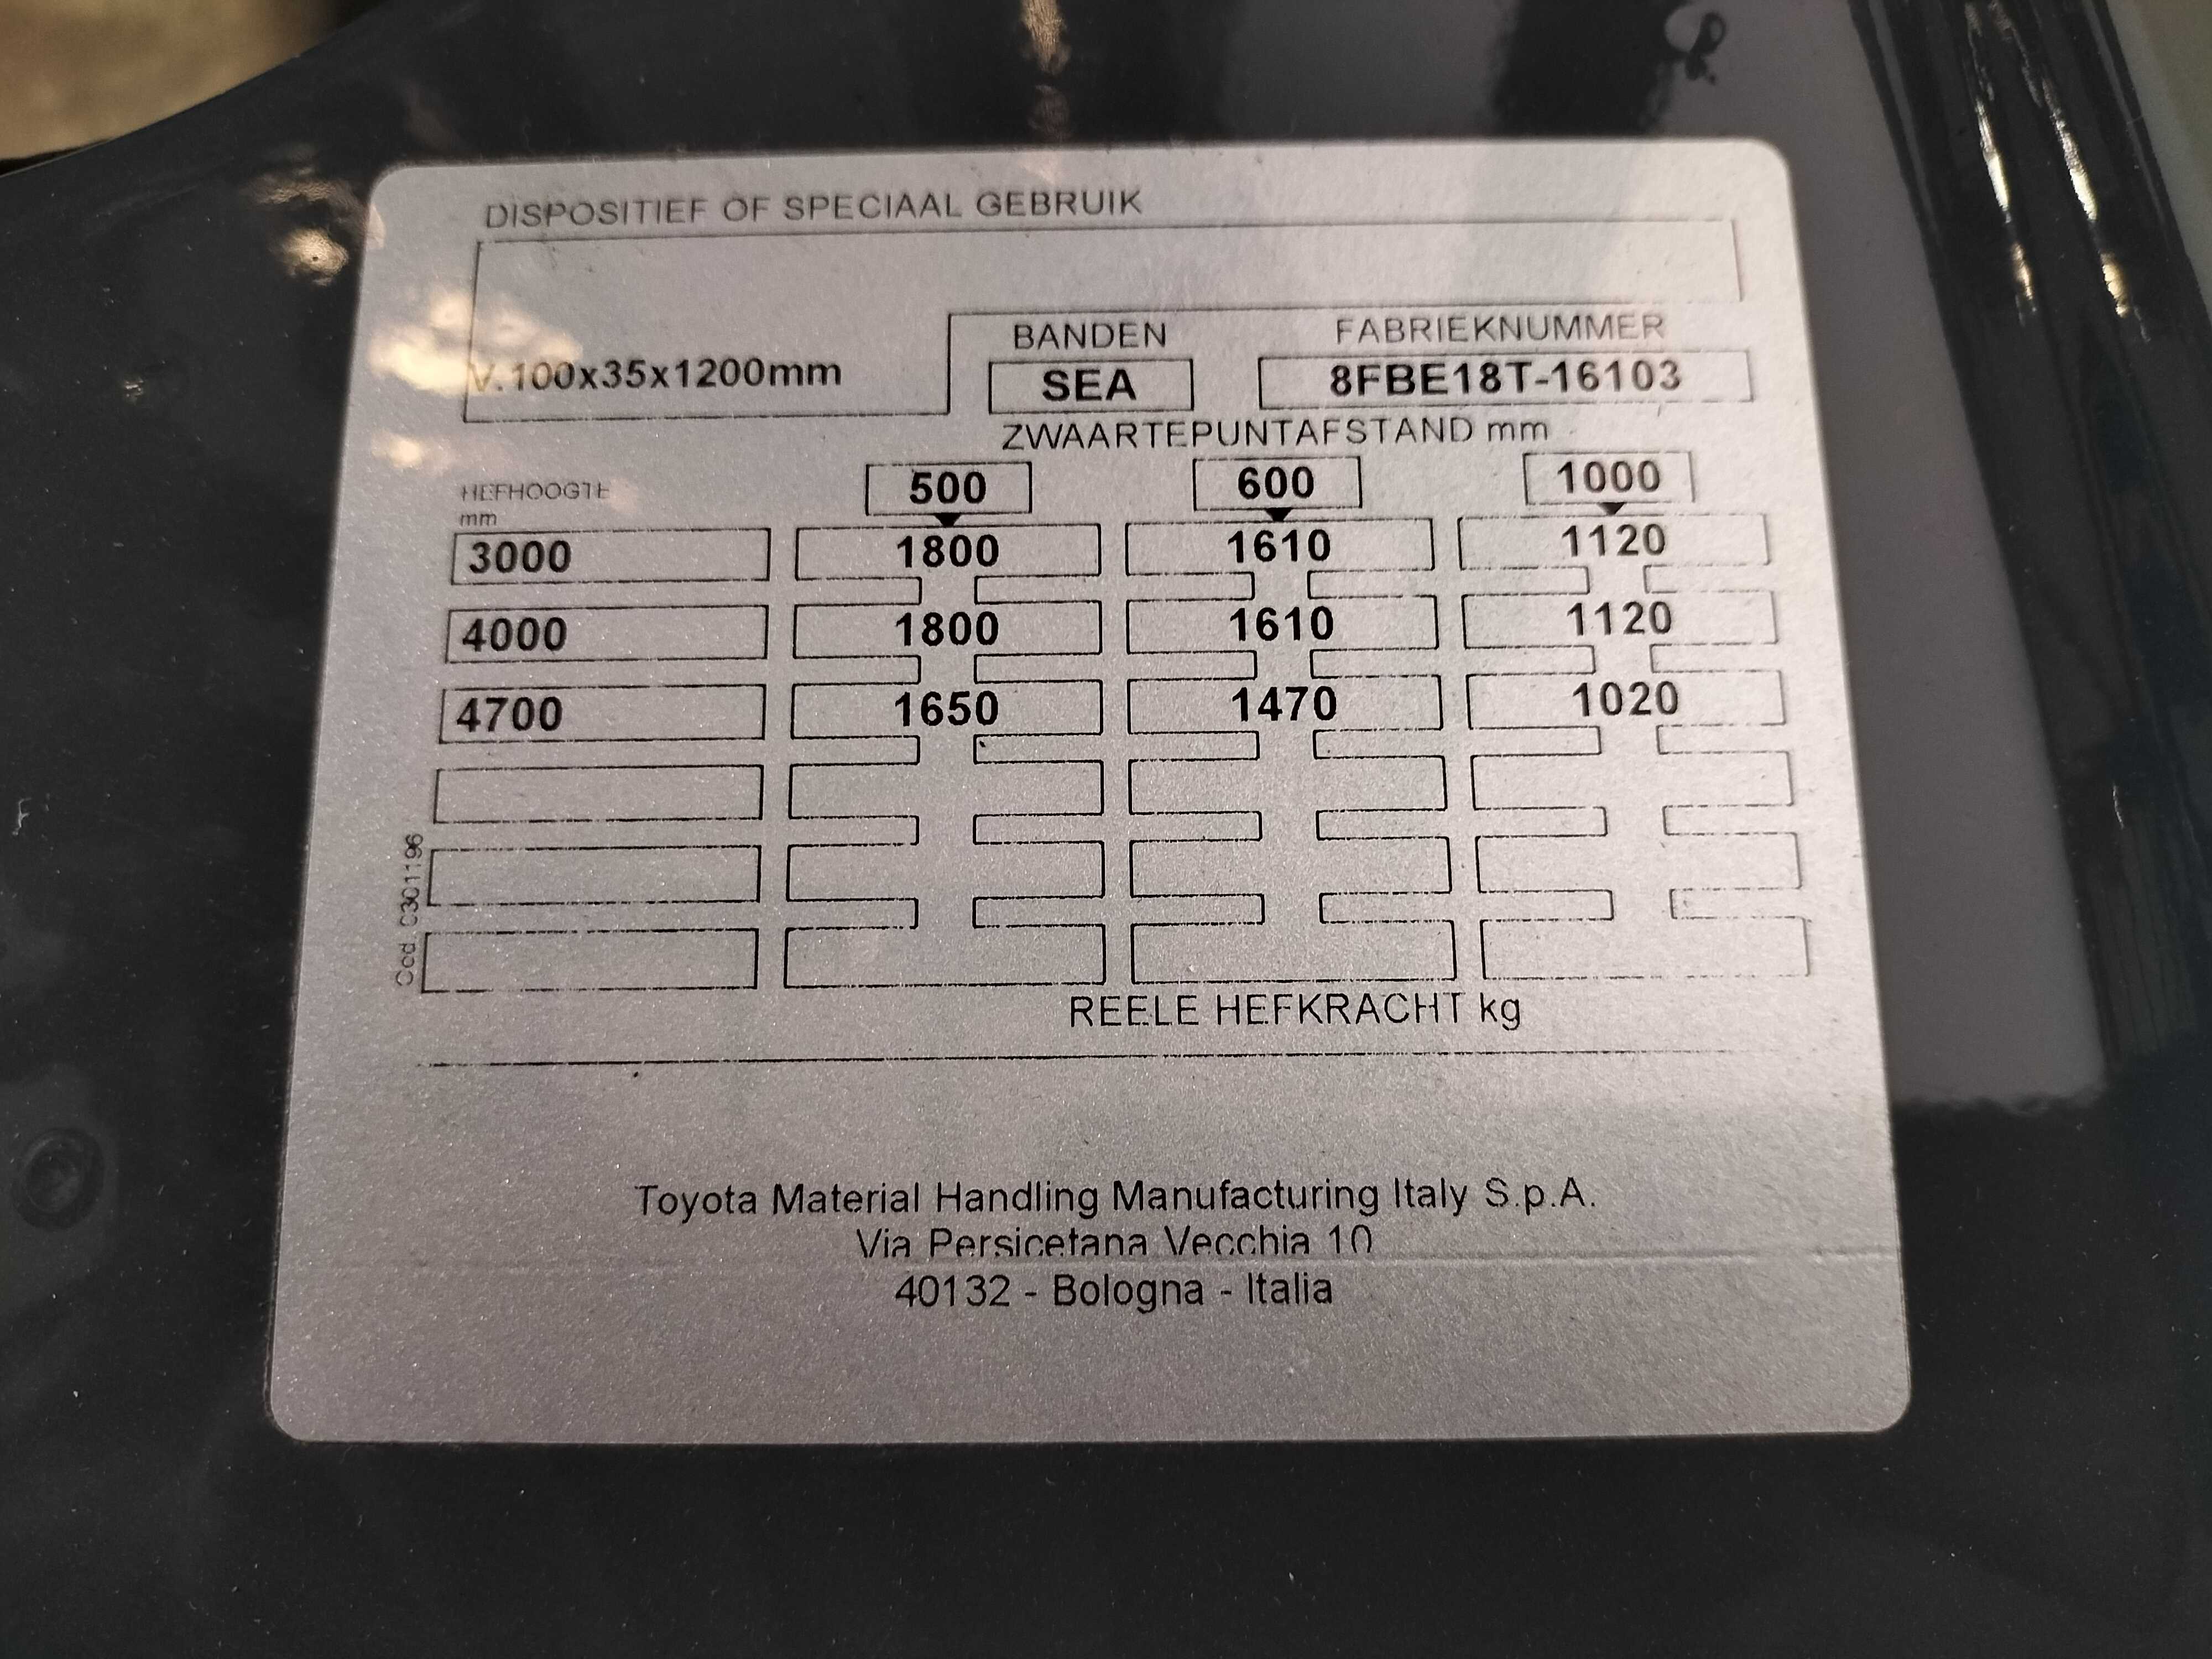 DISPOSITIEF OF SPECIAAL GEBRUIK
V.100x35x1200mm
BANDEN
SEA
FABRIEKNUMMER
8FBE18T-16103
ZWAARTEPUNTAFSTAND mm
HEFHOOGTE
mm
500 600 1000
3000 1800 1610 1120
4000 1800 1610 1120
4700 1650 1470 1020
Cod. C301196
REELE HEFKRACHT kg
Toyota Material Handling Manufacturing Italy S.p.A.
Via Persicetana Vecchia 10
40132 - Bologna - Italia